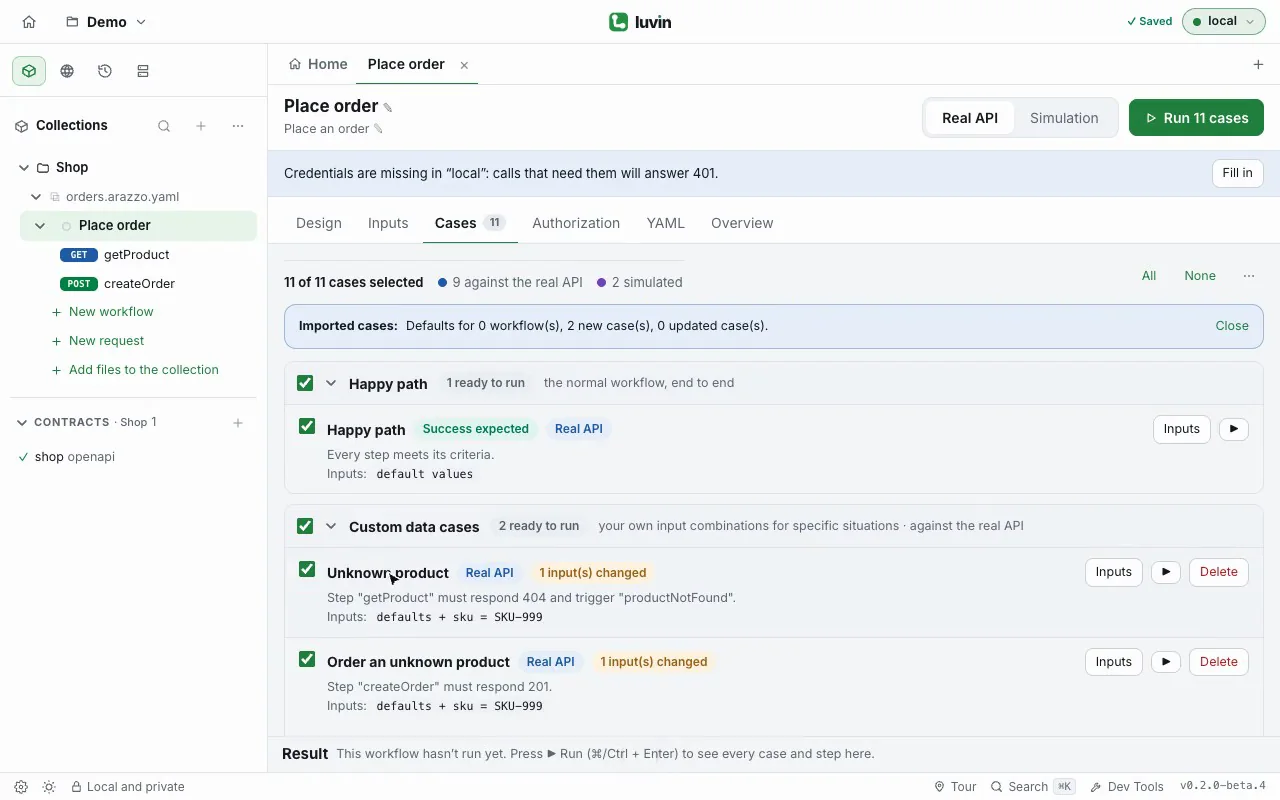 Demo
luvin
✓ Saved
local
Home
Place order
Collections
Shop
orders.arazzo.yaml
Place order
GET getProduct
POST createOrder
+ New workflow
+ New request
+ Add files to the collection
CONTRACTS · Shop 1
shop openapi
Place order
Place an order
Real API
Simulation
Run 11 cases
Credentials are missing in “local”: calls that need them will answer 401.
Fill in
Design
Inputs
Cases 11
Authorization
YAML
Overview
11 of 11 cases selected
9 against the real API
2 simulated
All
None
Imported cases: Defaults for 0 workflow(s), 2 new case(s), 0 updated case(s).
Close
Happy path 1 ready to run the normal workflow, end to end
Happy path Success expected Real API
Inputs
Every step meets its criteria.
Inputs: default values
Custom data cases 2 ready to run your own input combinations for specific situations · against the real API
Unknown product Real API 1 input(s) changed
Inputs
Delete
Step "getProduct" must respond 404 and trigger "productNotFound".
Inputs: defaults + sku = SKU-999
Order an unknown product Real API 1 input(s) changed
Inputs
Delete
Step "createOrder" must respond 201.
Inputs: defaults + sku = SKU-999
Result This workflow hasn’t run yet. Press ▶ Run (⌘/Ctrl + Enter) to see every case and step here.
Local and private
Tour
Search ⌘K
Dev Tools
v0.2.0-beta.4